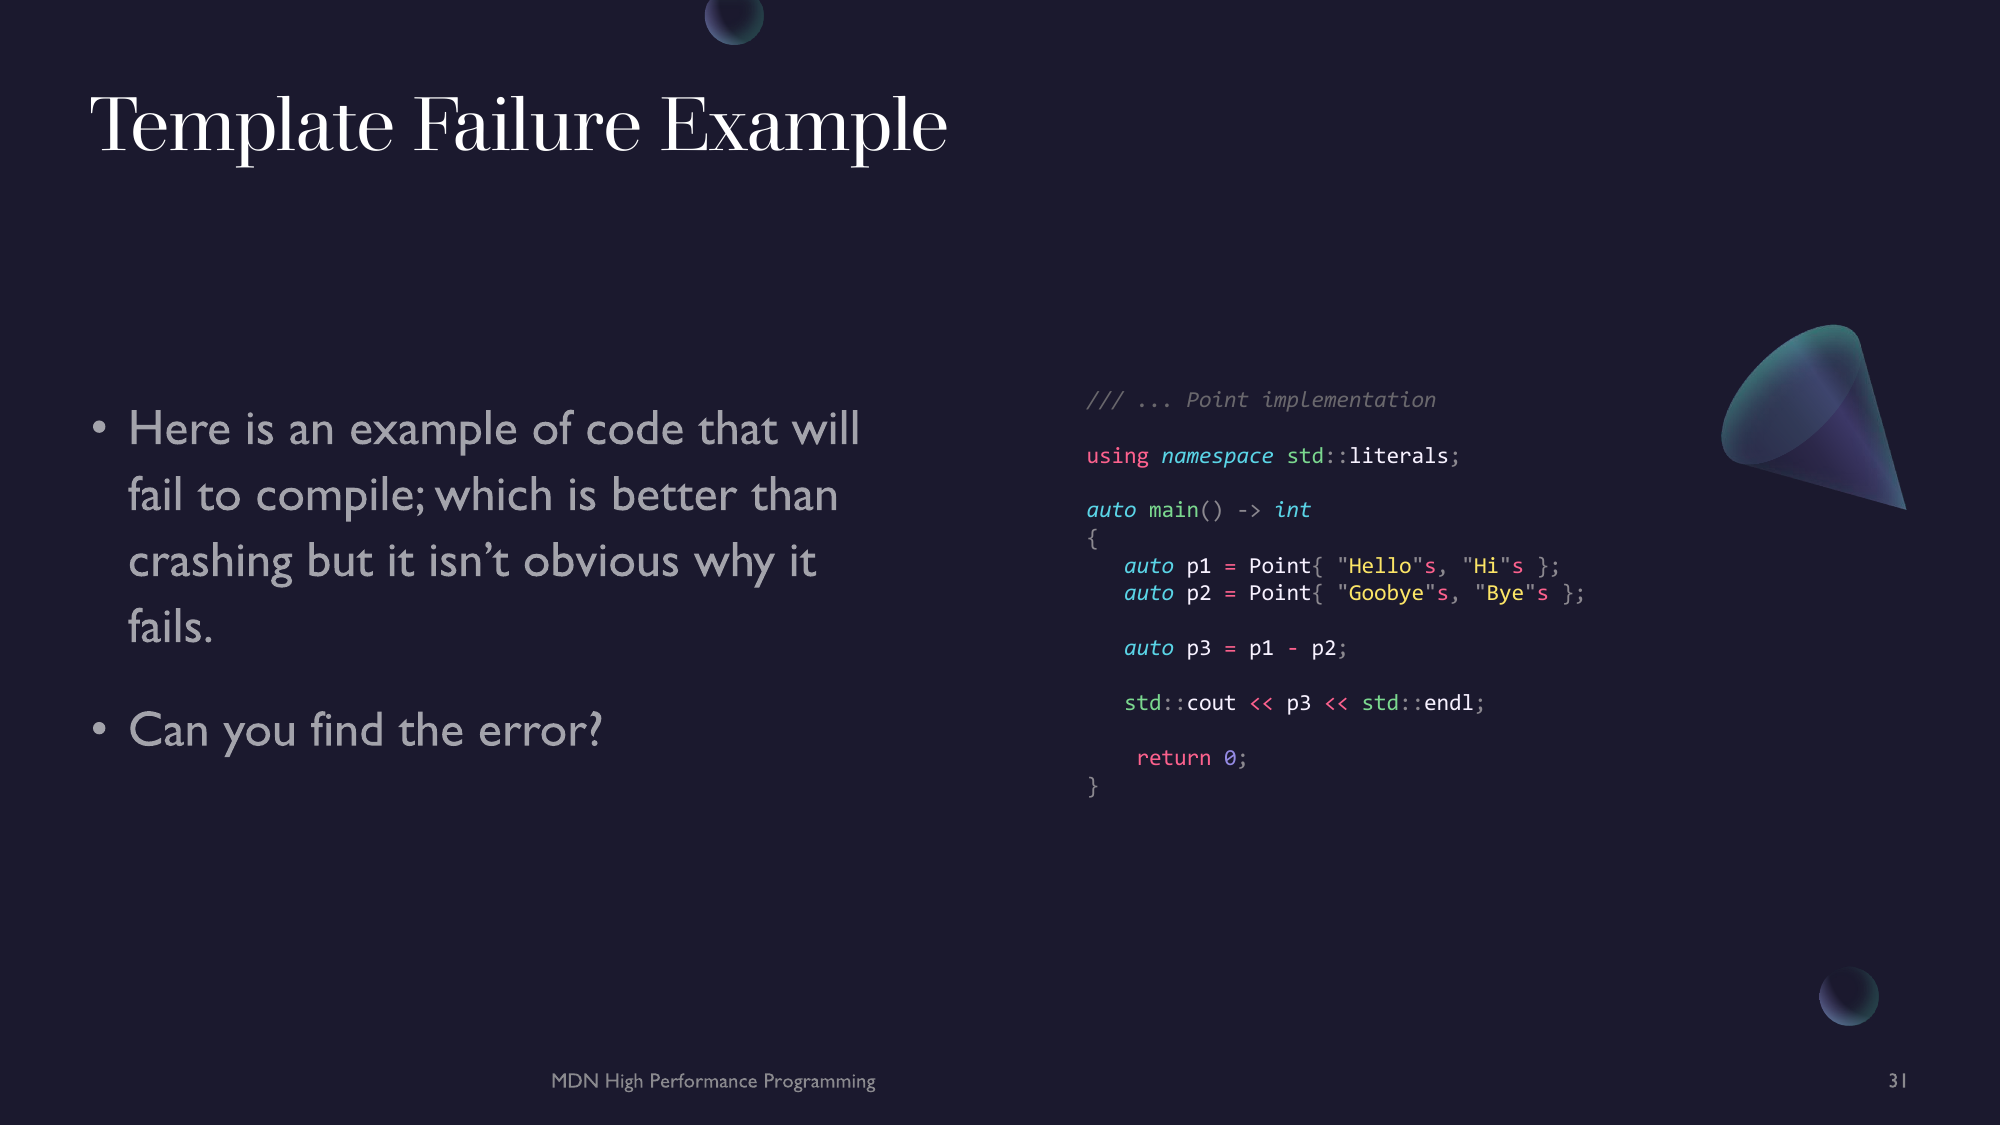 Template Failure Example
• Here is an example of code that will
fail to compile; which is better than
crashing but it isn’t obvious why it
fails.
• Can you find the error?
/// ... Point implementation
using namespace std::literals;
auto main() -> int
{
auto p1 = Point{ "Hello"s, "Hi"s };
auto p2 = Point{ "Goobye"s, "Bye"s };
auto p3 = p1 - p2;
std::cout << p3 << std::endl;
return 0;
}
MDN High Performance Programming
31